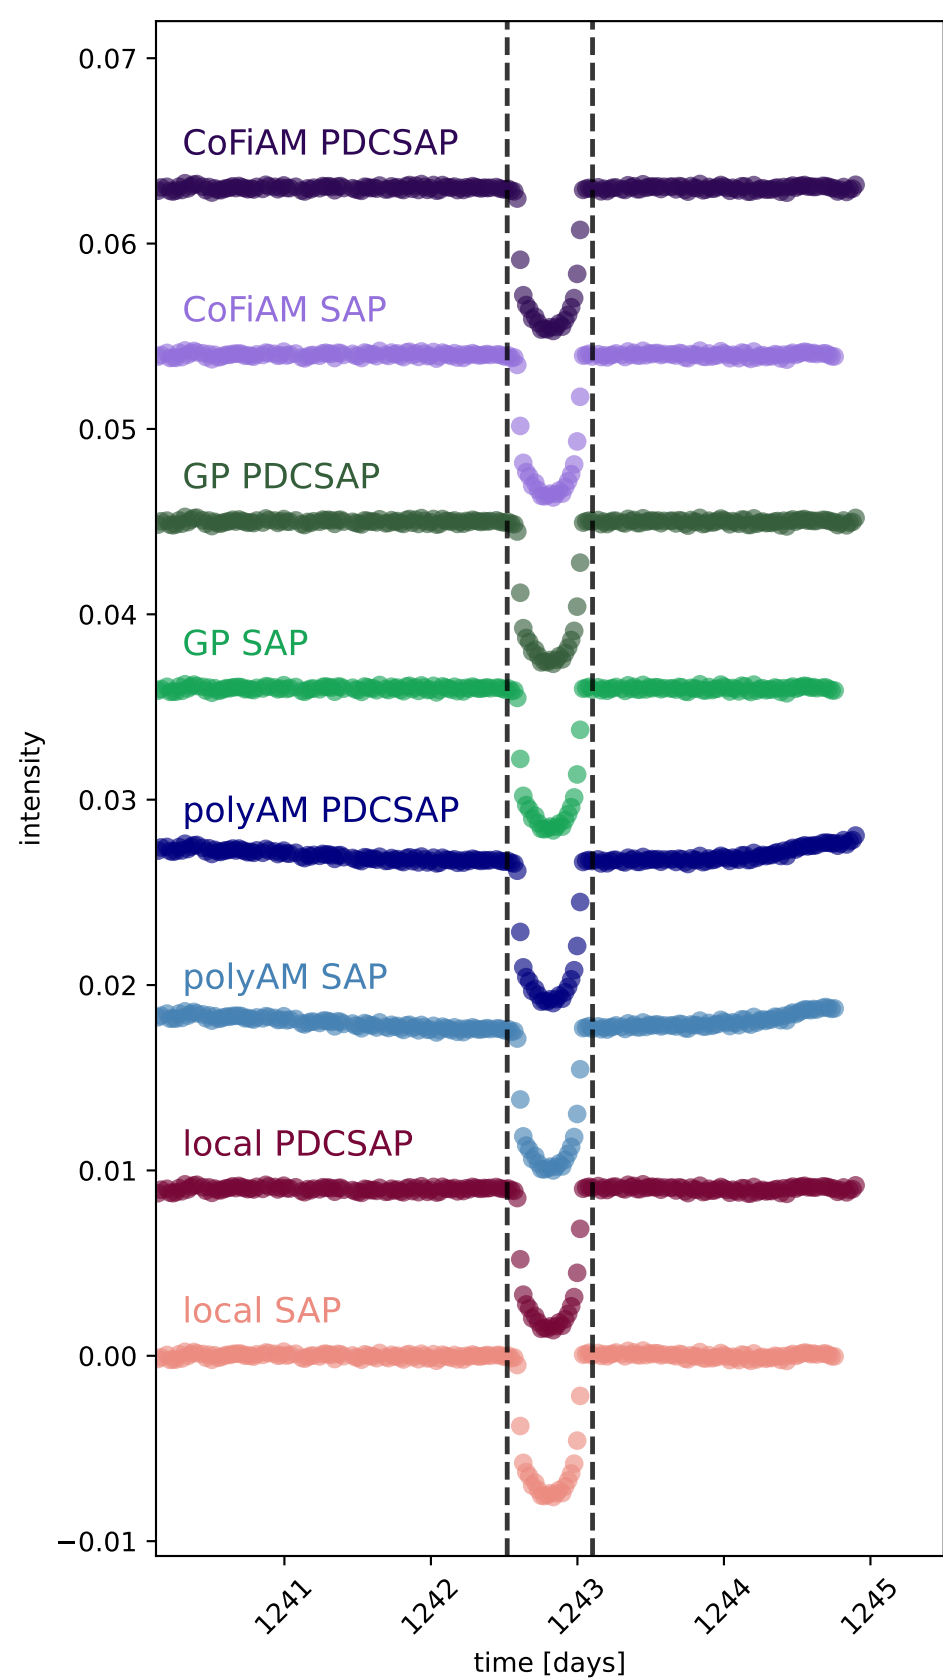 0.07
CoFiAM PDCSAP
0.06
CoFiAM SAP
0.05
GP PDCSAP
0.04
GP SAP
intensity
0.03
polyAM PDCSAP
0.02
polyAM SAP
0.01
local PDCSAP
local SAP
0.00
−0.01
1241
1242
1243
1244
1245
time [days]